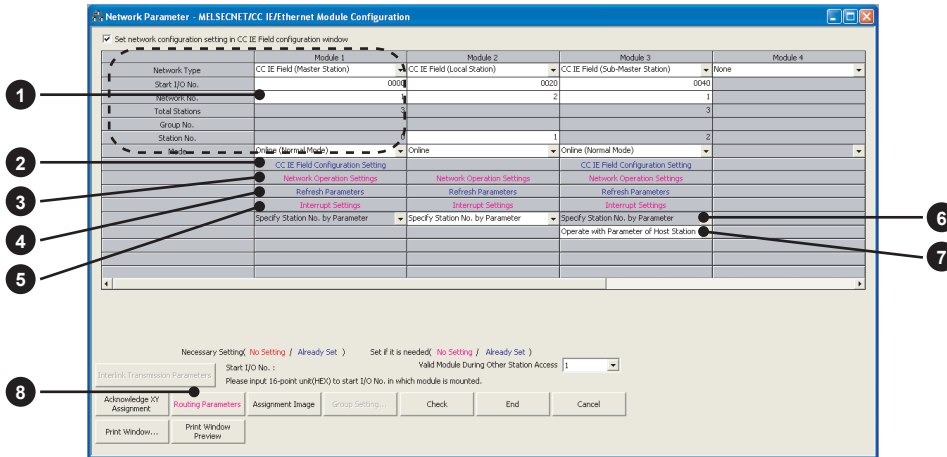 Network Parameter - MELSECNET/CC IE/Ethernet Module Configuration
Set network configuration setting in CC IE Field configuration window
Module 1 Module 2 Module 3 Module 4
Network Type CC IE Field (Master Station) CC IE Field (Local Station) CC IE Field (Sub-Master Station) None
Start I/O No. 0000 0020 0040
1
Network No. 1 2 1
Total Stations 3 3
Group No.
Station No. 0 1 2
Mode Online (Normal Mode) Online Online (Normal Mode)
2
CC IE Field Configuration Setting CC IE Field Configuration Setting
Network Operation Settings Network Operation Settings Network Operation Settings
3
Refresh Parameters Refresh Parameters Refresh Parameters
Interrupt Settings Interrupt Settings Interrupt Settings
4
Specify Station No. by Parameter Specify Station No. by Parameter Specify Station No. by Parameter
6
Operate with Parameter of Host Station
7
5
Necessary Setting( No Setting / Already Set ) Set if it is needed( No Setting / Already Set )
Interlink Transmission Parameters
Start I/O No. : Valid Module During Other Station Access 1
Please input 16-point unit(HEX) to start I/O No. in which module is mounted.
8
Acknowledge XY Assignment Routing Parameters Assignment Image Group Setting... Check End Cancel
Print Window... Print Window Preview